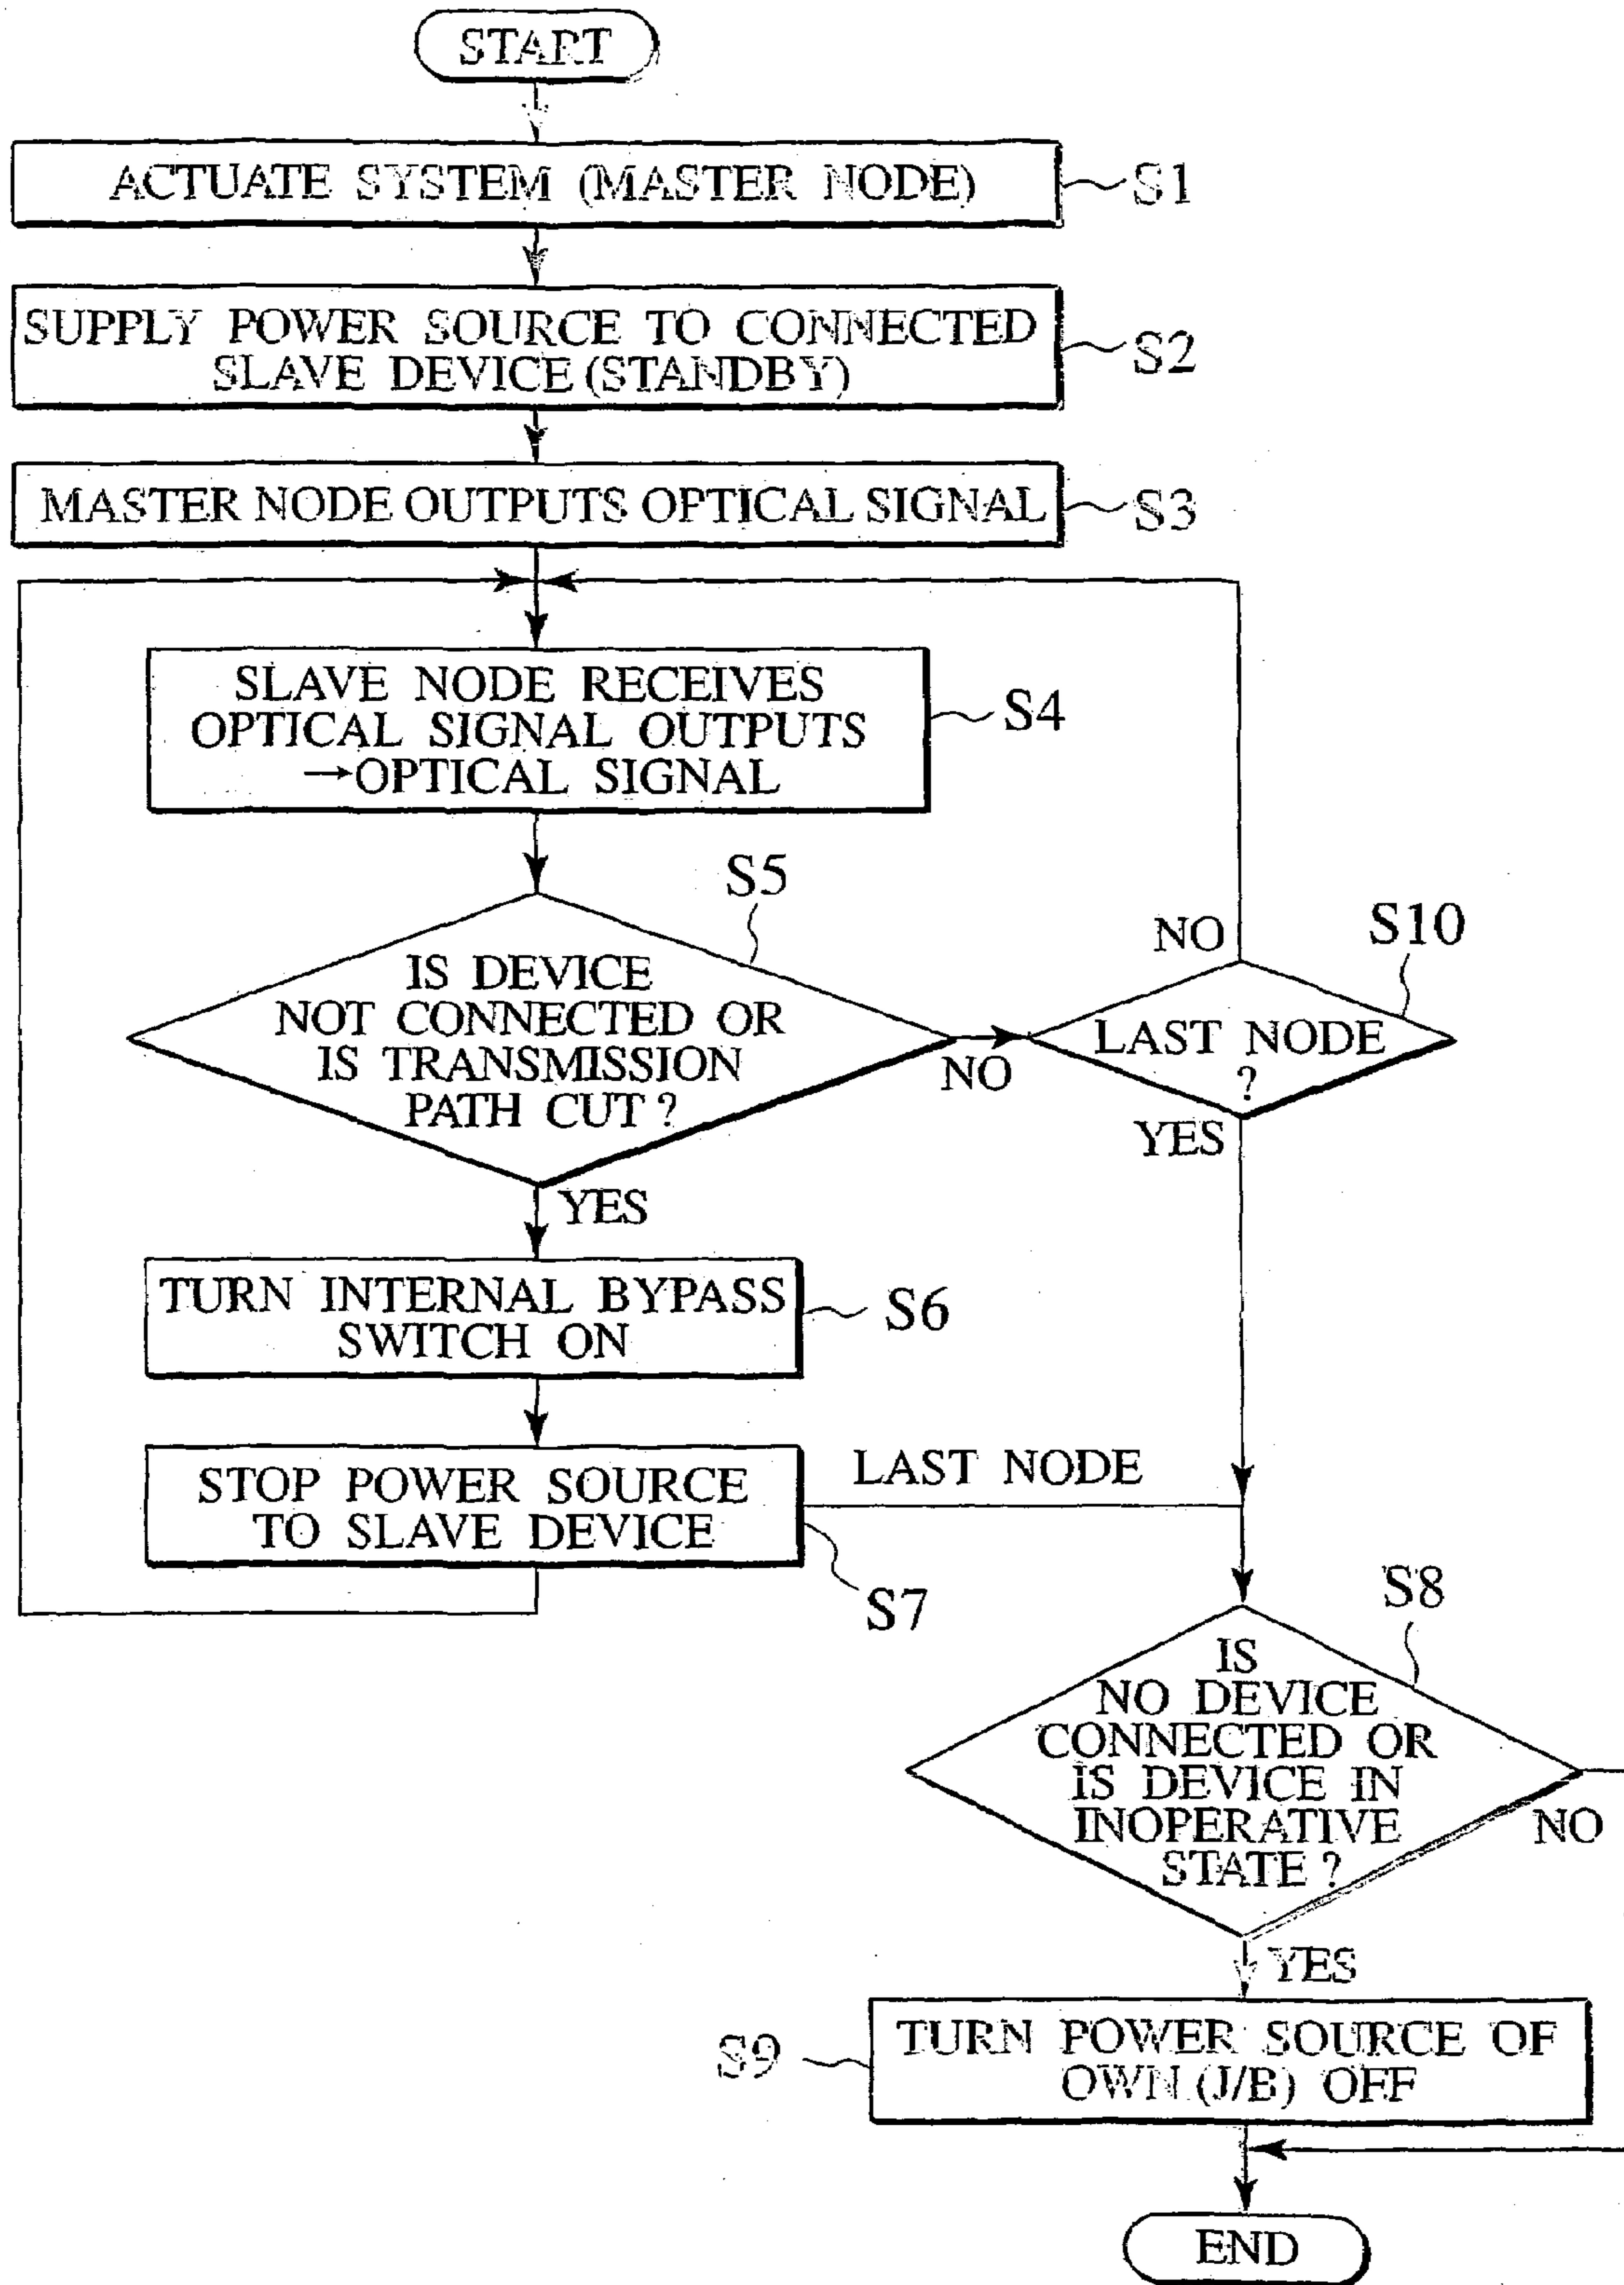 START
ACTUATE SYSTEM (MASTER NODE)
S1
SUPPLY POWER SOURCE TO CONNECTED
SLAVE DEVICE (STANDBY)
S2
MASTER NODE OUTPUTS OPTICAL SIGNAL
S3
SLAVE NODE RECEIVES
OPTICAL SIGNAL OUTPUTS
→OPTICAL SIGNAL
S4
S5
IS DEVICE
NOT CONNECTED OR
IS TRANSMISSION
PATH CUT?
NO
YES
S10
NO
LAST NODE
?
YES
TURN INTERNAL BYPASS
SWITCH ON
S6
STOP POWER SOURCE
TO SLAVE DEVICE
LAST NODE
S7
S8
IS
NO DEVICE
CONNECTED OR
IS DEVICE IN
INOPERATIVE
STATE?
NO
YES
S9
TURN POWER SOURCE OF
OWN (J/B) OFF
END